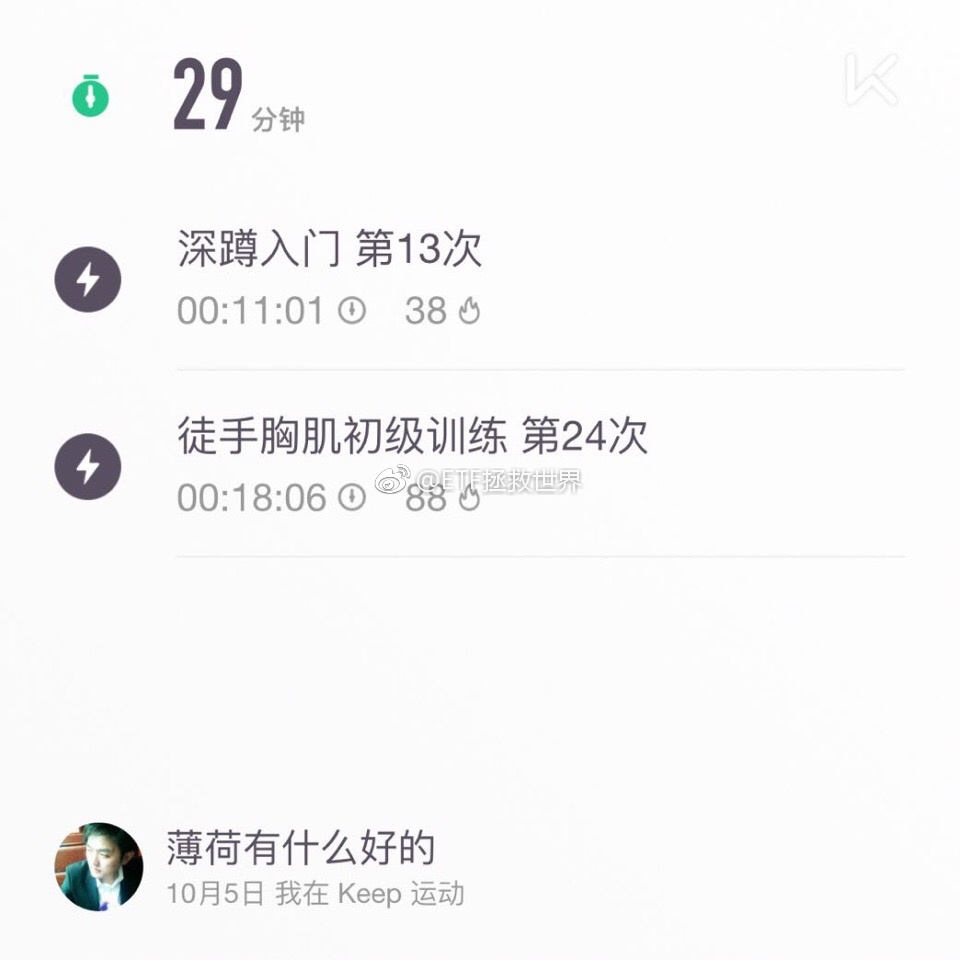 29 分钟
深蹲入门 第13次
00:11:01 38
徒手胸肌初级训练 第24次
@ETF拯救世界
00:18:06 88
薄荷有什么好的
10月5日 我在 Keep 运动